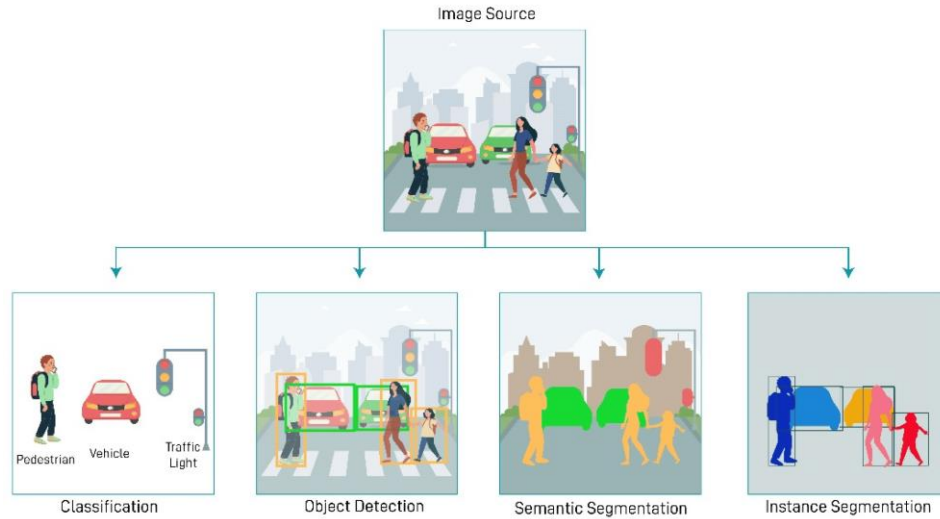 Image Source
Pedestrian
Vehicle
Traffic
Light
Classification
Object Detection
Semantic Segmentation
Instance Segmentation